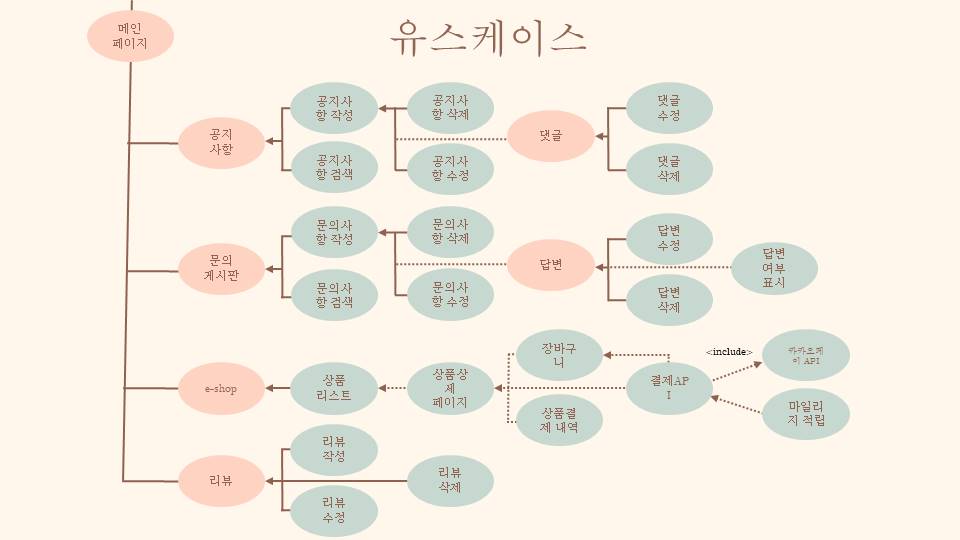 유스케이스
메인
페이지
공지
사항
공지사
항 작성
공지사
항 검색
공지사
항 삭제
공지사
항 수정
댓글
댓글
수정
댓글
삭제
문의
게시판
문의사
항 작성
문의사
항 검색
문의사
항 삭제
문의사
항 수정
답변
답변
수정
답변
삭제
답변
여부
표시
e-shop
상품
리스트
상품상
세
페이지
장바구
니
상품결
제 내역
결제AP
I
<include>
카카오페
이 API
마일리
지 적립
리뷰
리뷰
작성
리뷰
수정
리뷰
삭제